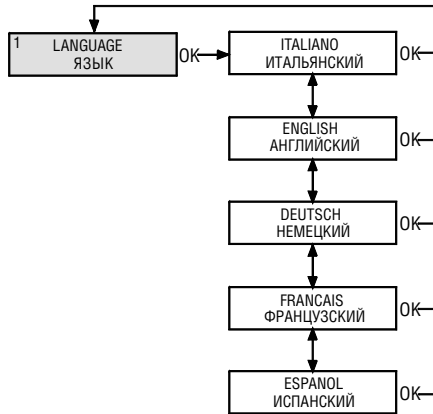 1
LANGUAGE
ЯЗЫК
OK
ITALIANO
ИТАЛЬЯНСКИЙ
OK
ENGLISH
АНГЛИЙСКИЙ
OK
DEUTSCH
НЕМЕЦКИЙ
OK
FRANCAIS
ФРАНЦУЗСКИЙ
OK
ESPANOL
ИСПАНСКИЙ
OK